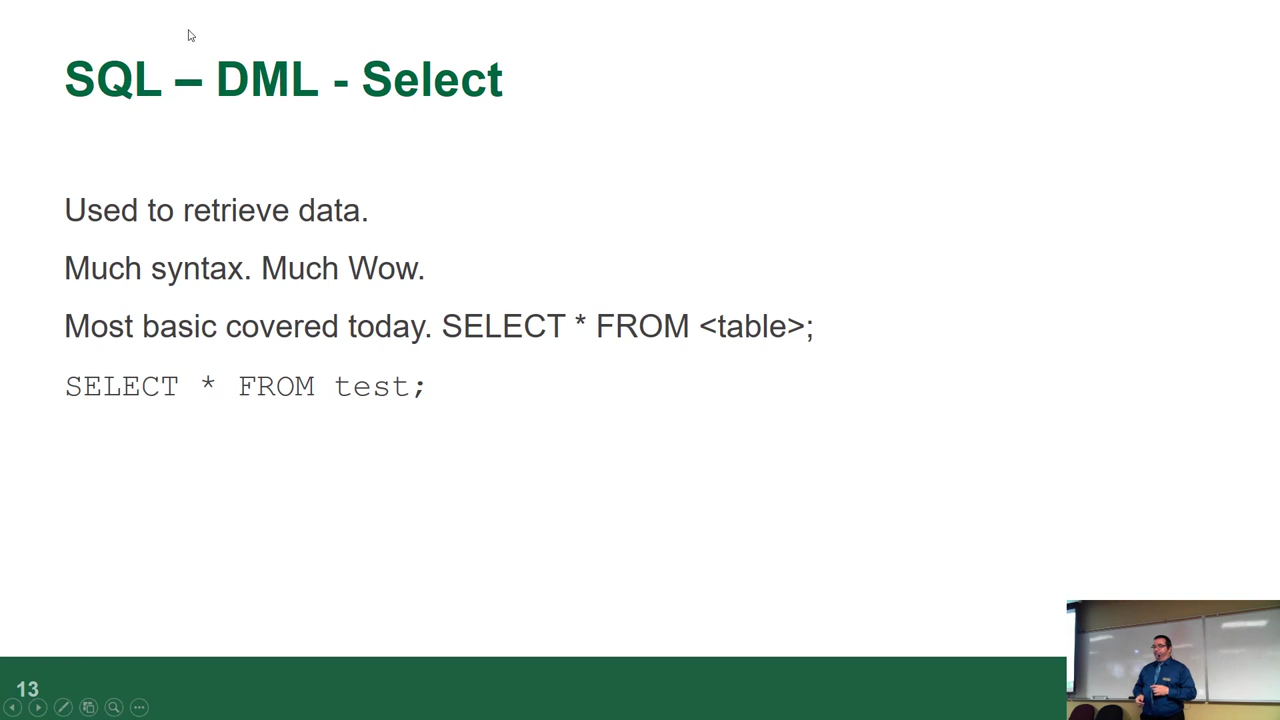 SQL – DML - Select
Used to retrieve data.
Much syntax. Much Wow.
Most basic covered today. SELECT * FROM <table>;
SELECT * FROM test;
13